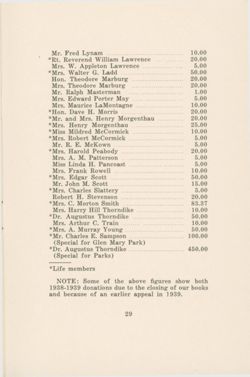 Mr. Fred Lynam 10.00
*Rt. Reverend William Lawrence 20.00
Mrs. W. Appleton Lawrence 5.00
*Mrs. Walter G. Ladd 50.00
Hon. Theodore Marburg 20.00
Mrs. Theodore Marburg 20.00
Mr. Ralph Masterman 1.00
Mrs. Edward Porter May 5.00
Mrs. Maurice LaMontagne 10.00
*Hon. Dave H. Morris 20.00
*Mr. and Mrs. Henry Morgenthau 20.00
*Mrs. Henry Morgenthau 25.00
*Miss Mildred McCormick 10.00
*Mrs. Robert McCormick 5.00
Mr. R. E. McKown 5.00
*Mrs. Harold Peabody 20.00
Mrs. A. M. Patterson 5.00
Miss Linda H. Pancoast 5.00
Mrs. Frank Rowell 10.00
*Mrs. Edgar Scott 50.00
Mr. John M. Scott 15.00
*Mrs. Charles Slattery 5.00
Robert H. Stevenson 20.00
*Mrs. C. Morton Smith 83.37
Mrs. Harry Hill Thorndike 10.00
*Dr. Augustus Thorndike 50.00
Mrs. Arthur C. Train 10.00
*Mrs. A. Murray Young 50.00
*Mr. Charles E. Sampson 100.00
(Special for Glen Mary Park)
*Dr. Augustus Thorndike 450.00
(Special for Parks)
*Life members
NOTE: Some of the above figures show both
1938-1939 donations due to the closing of our books
and because of an earlier appeal in 1939.
29